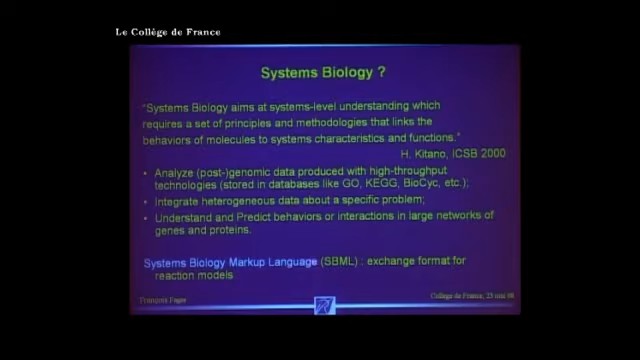 Le Collège de France
Systems Biology ?
"Systems Biology aims at systems-level understanding which
requires a set of principles and methodologies that links the
behaviors of molecules to systems characteristics and functions."
H. Kitano, ICSB 2000
• Analyze (post-)genomic data produced with high-throughput
technologies (stored in databases like GO, KEGG, BioCyc, etc.);
• Integrate heterogeneous data about a specific problem;
• Understand and Predict behaviors or interactions in large networks of
genes and proteins.
Systems Biology Markup Language (SBML) : exchange format for
reaction models
François Fages
Collège de France, 23 mai 08